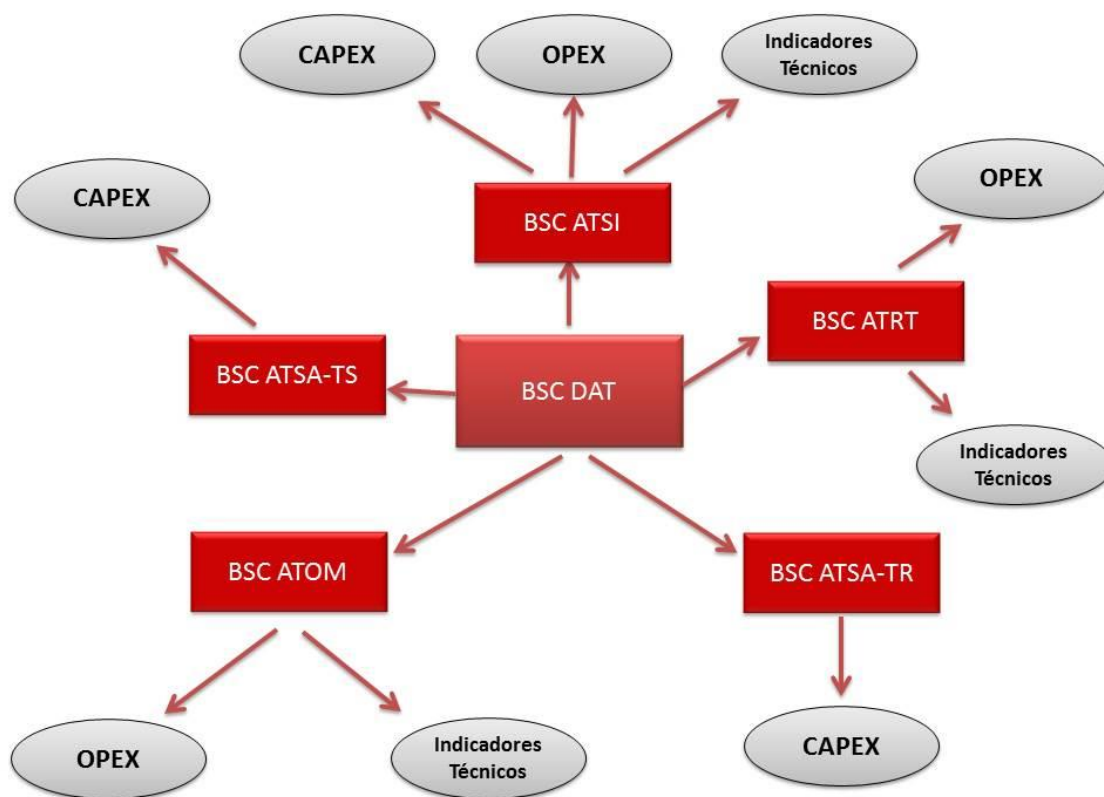 CAPEX
OPEX
Indicadores
Técnicos
OPEX
CAPEX
BSC ATSI
BSC ATRT
BSC ATSA-TS
BSC DAT
Indicadores
Técnicos
BSC ATOM
BSC ATSA-TR
OPEX
Indicadores
Técnicos
CAPEX